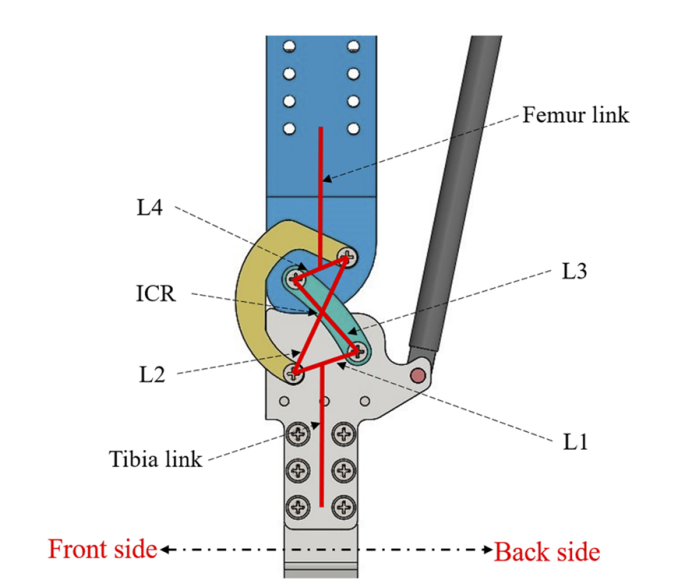 Femur link
L4
L3
ICR
L2
L1
Tibia link
Front side
Back side